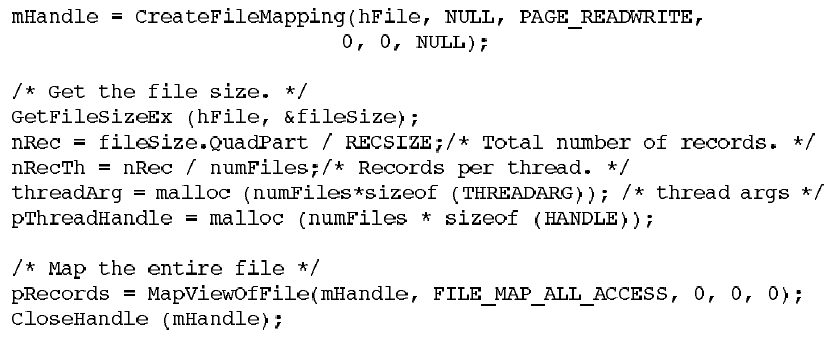 mHandle = CreateFileMapping(hFile, NULL, PAGE_READWRITE,
0, 0, NULL);
/* Get the file size. */
GetFileSizeEx (hFile, &fileSize);
nRec = fileSize.QuadPart / RECSIZE;/* Total number of records. */
nRecTh = nRec / numFiles;/* Records per thread. */
threadArg = malloc (numFiles*sizeof (THREADARG)); /* thread args */
pThreadHandle = malloc (numFiles * sizeof (HANDLE));
/* Map the entire file */
pRecords = MapViewOfFile(mHandle, FILE_MAP_ALL_ACCESS, 0, 0, 0);
CloseHandle (mHandle);